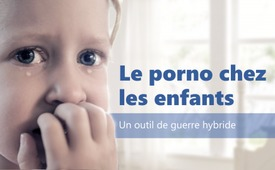 Le porno chez
les enfants
Un outil de guerre hybride